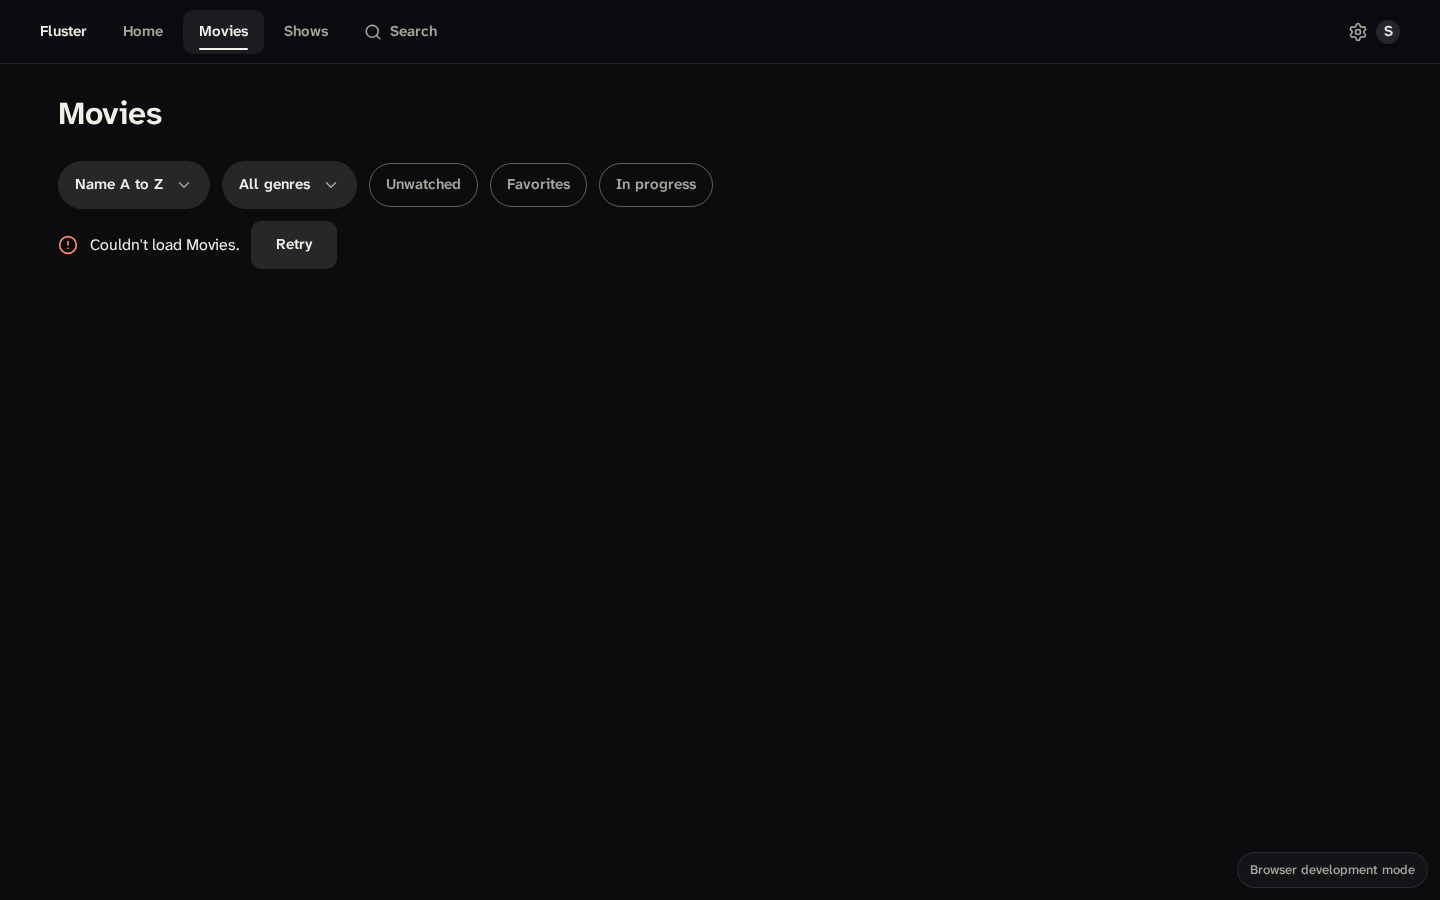 Fluster Home Movies Shows Search S
Movies
Name A to Z All genres Unwatched Favorites In progress
Couldn't load Movies. Retry
Browser development mode